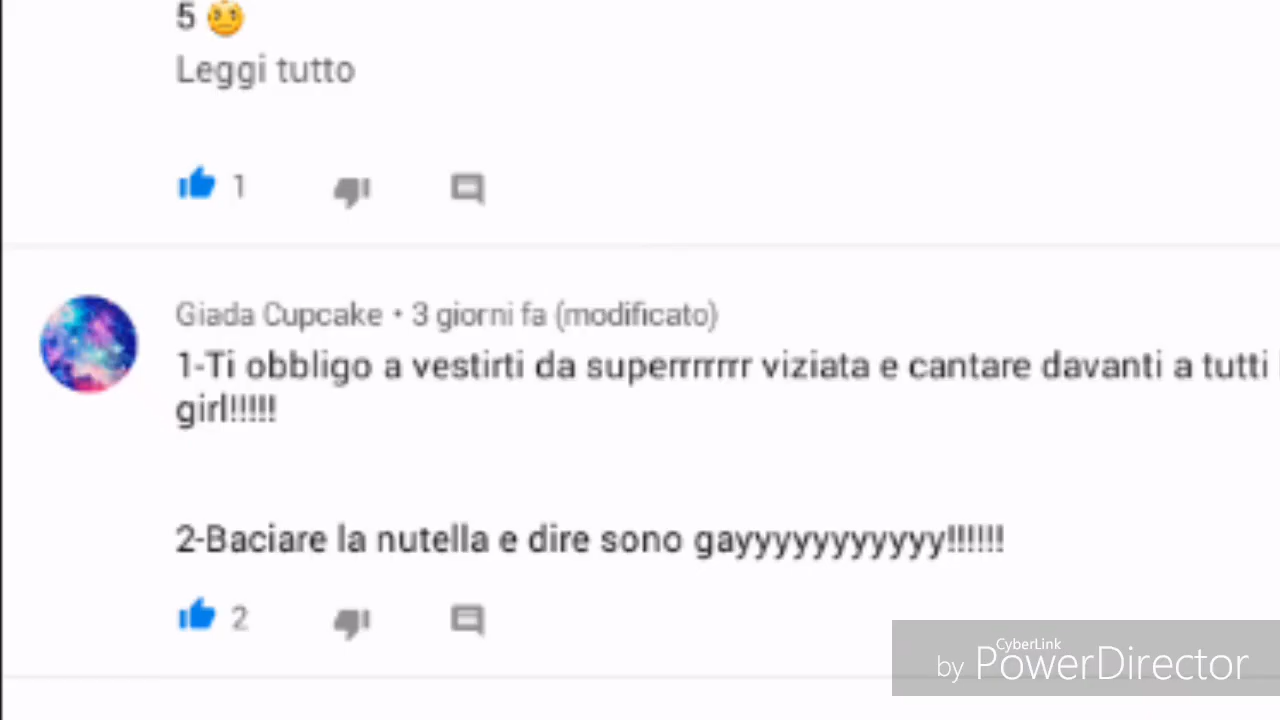 5
Leggi tutto
1
Giada Cupcake • 3 giorni fa (modificato)
1-Ti obbligo a vestirti da superrrrrrr viziata e cantare davanti a tutti
girl!!!!!
2-Baciare la nutella e dire sono gayyyyyyyyyyy!!!!!!
2
CyberLink
by PowerDirector